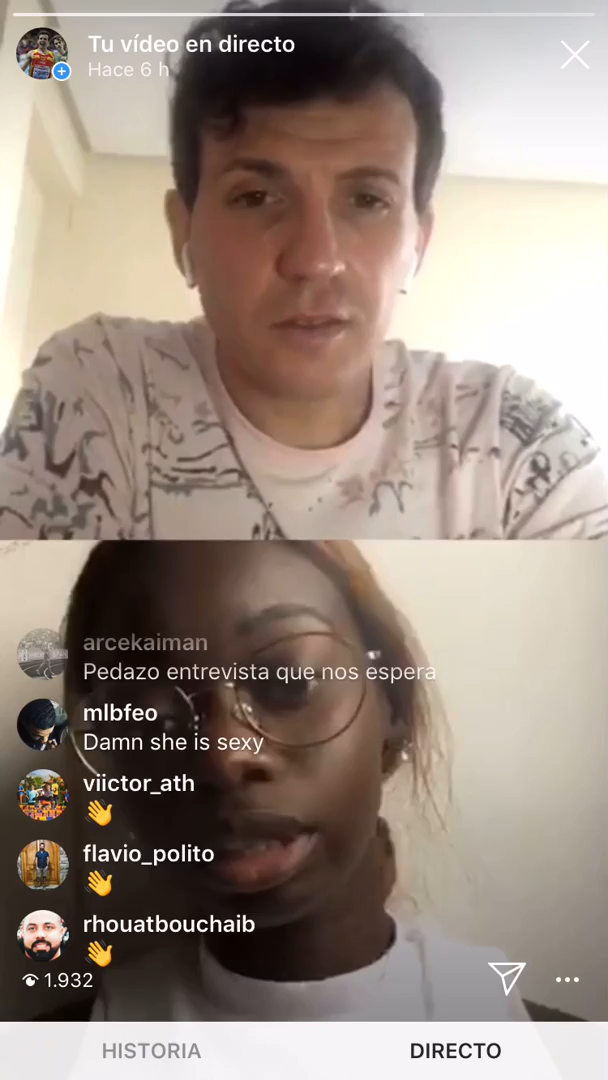 Tu vídeo en directo
Hace 6 h
arcekaiman
Pedazo entrevista que nos espera
mlbfeo
Damn she is sexy
viictor_ath
👋
flavio_polito
👋
rhouatbouchaib
👋
1.932
HISTORIA
DIRECTO